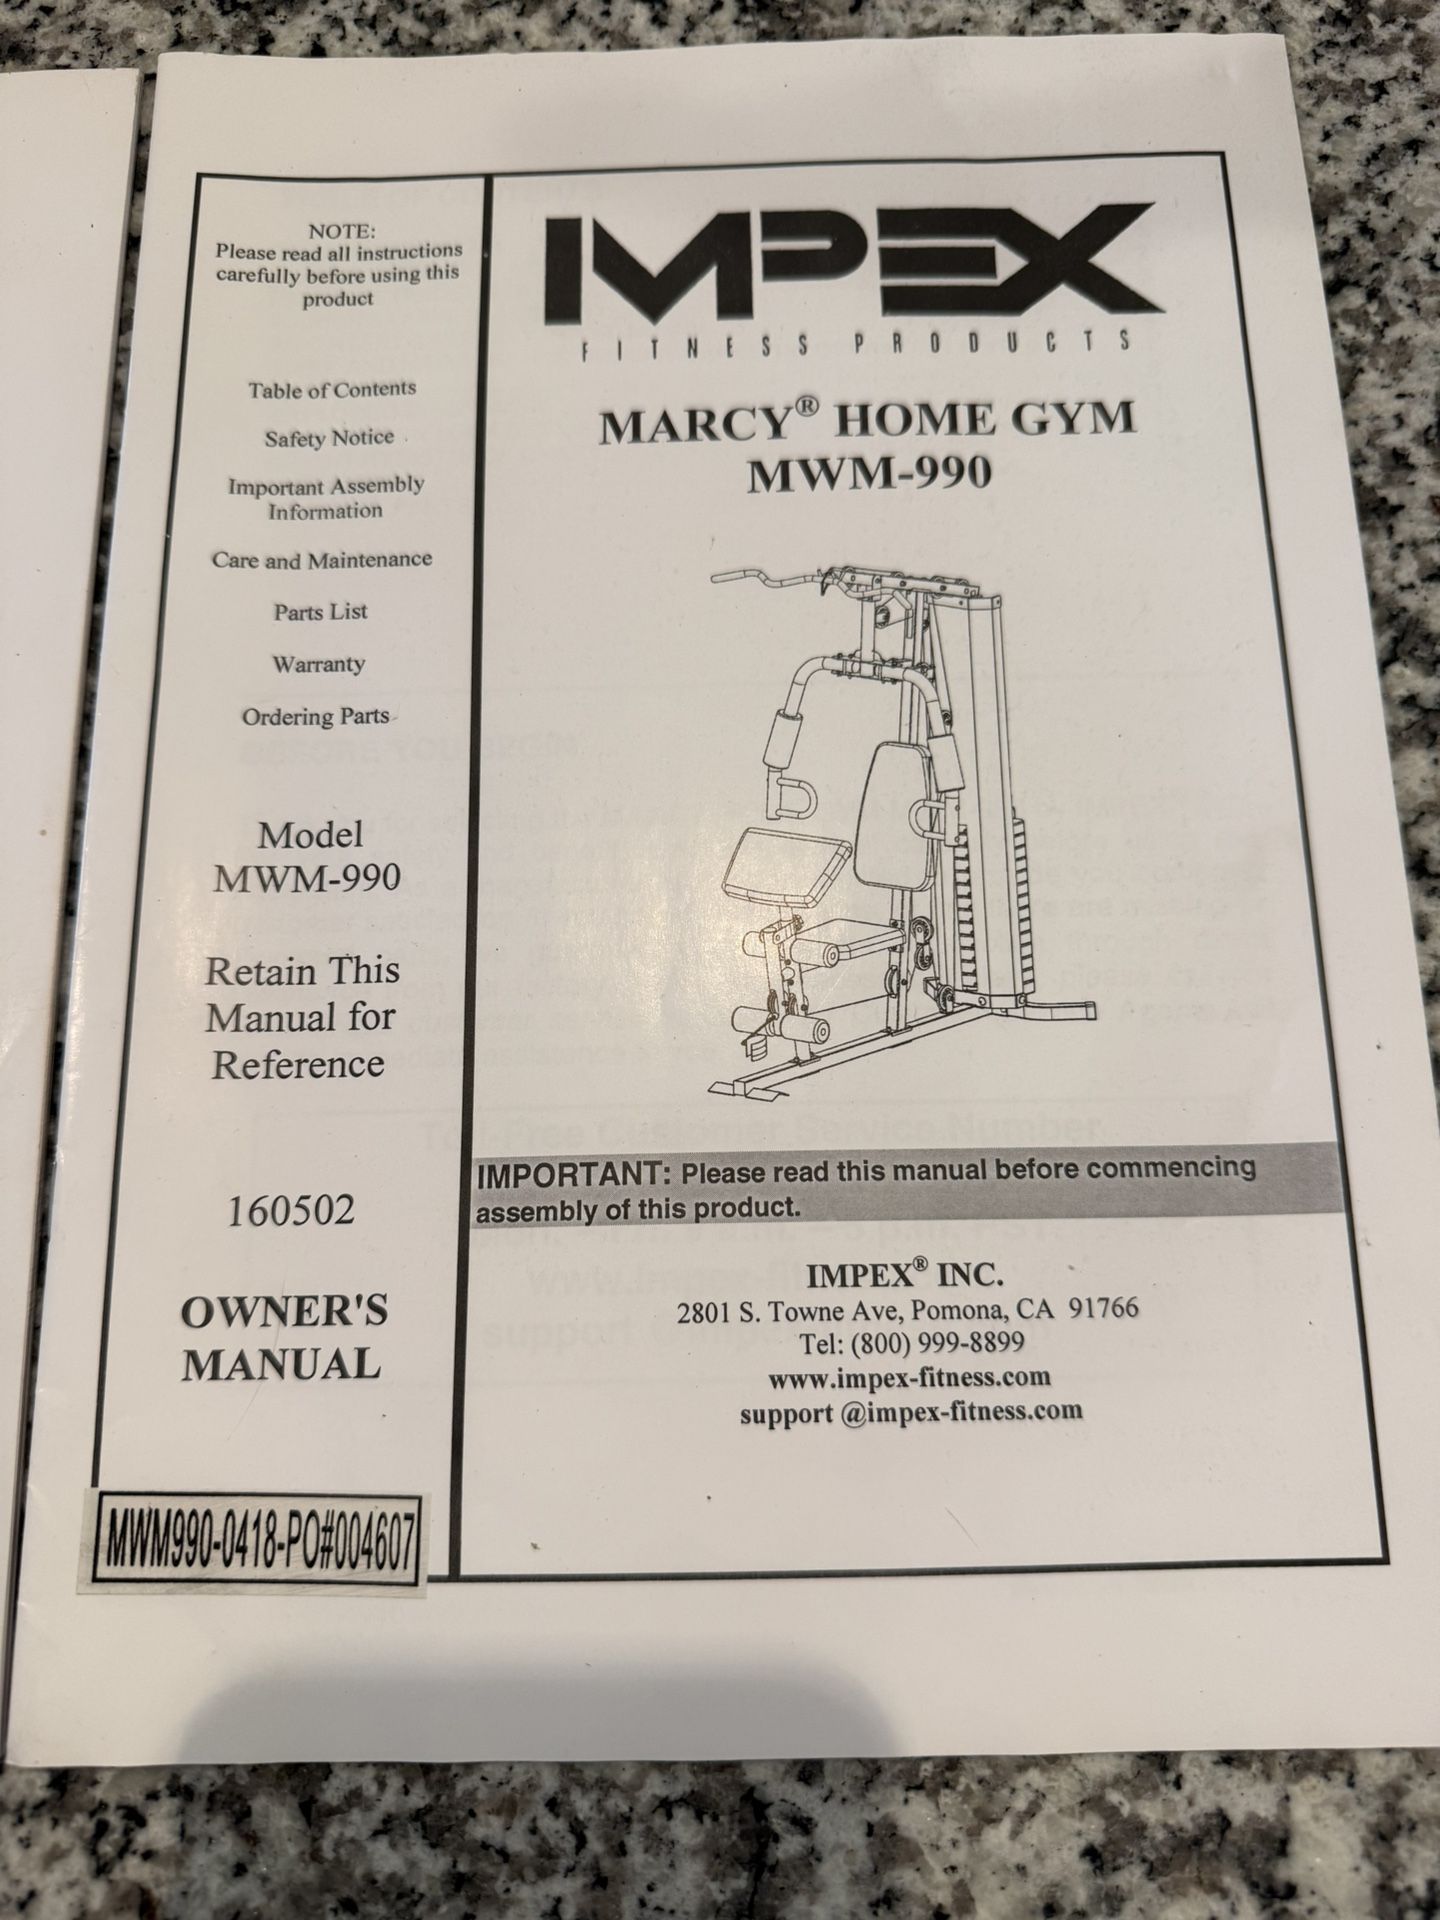 NOTE:
Please read all instructions
carefully before using this
product
Table of Contents
Safety Notice
Important Assembly
Information
Care and Maintenance
Parts List
Warranty
Ordering Parts
Model
MWM-990
Retain This
Manual for
Reference
160502
OWNER'S
MANUAL
MWM990-0418-PO#004607
IMPEX
FITNESS PRODUCTS
MARCY® HOME GYM
MWM-990
IMPORTANT: Please read this manual before commencing
assembly of this product.
IMPEX® INC.
2801 S. Towne Ave, Pomona, CA 91766
Tel: (800) 999-8899
www.impex-fitness.com
support @impex-fitness.com